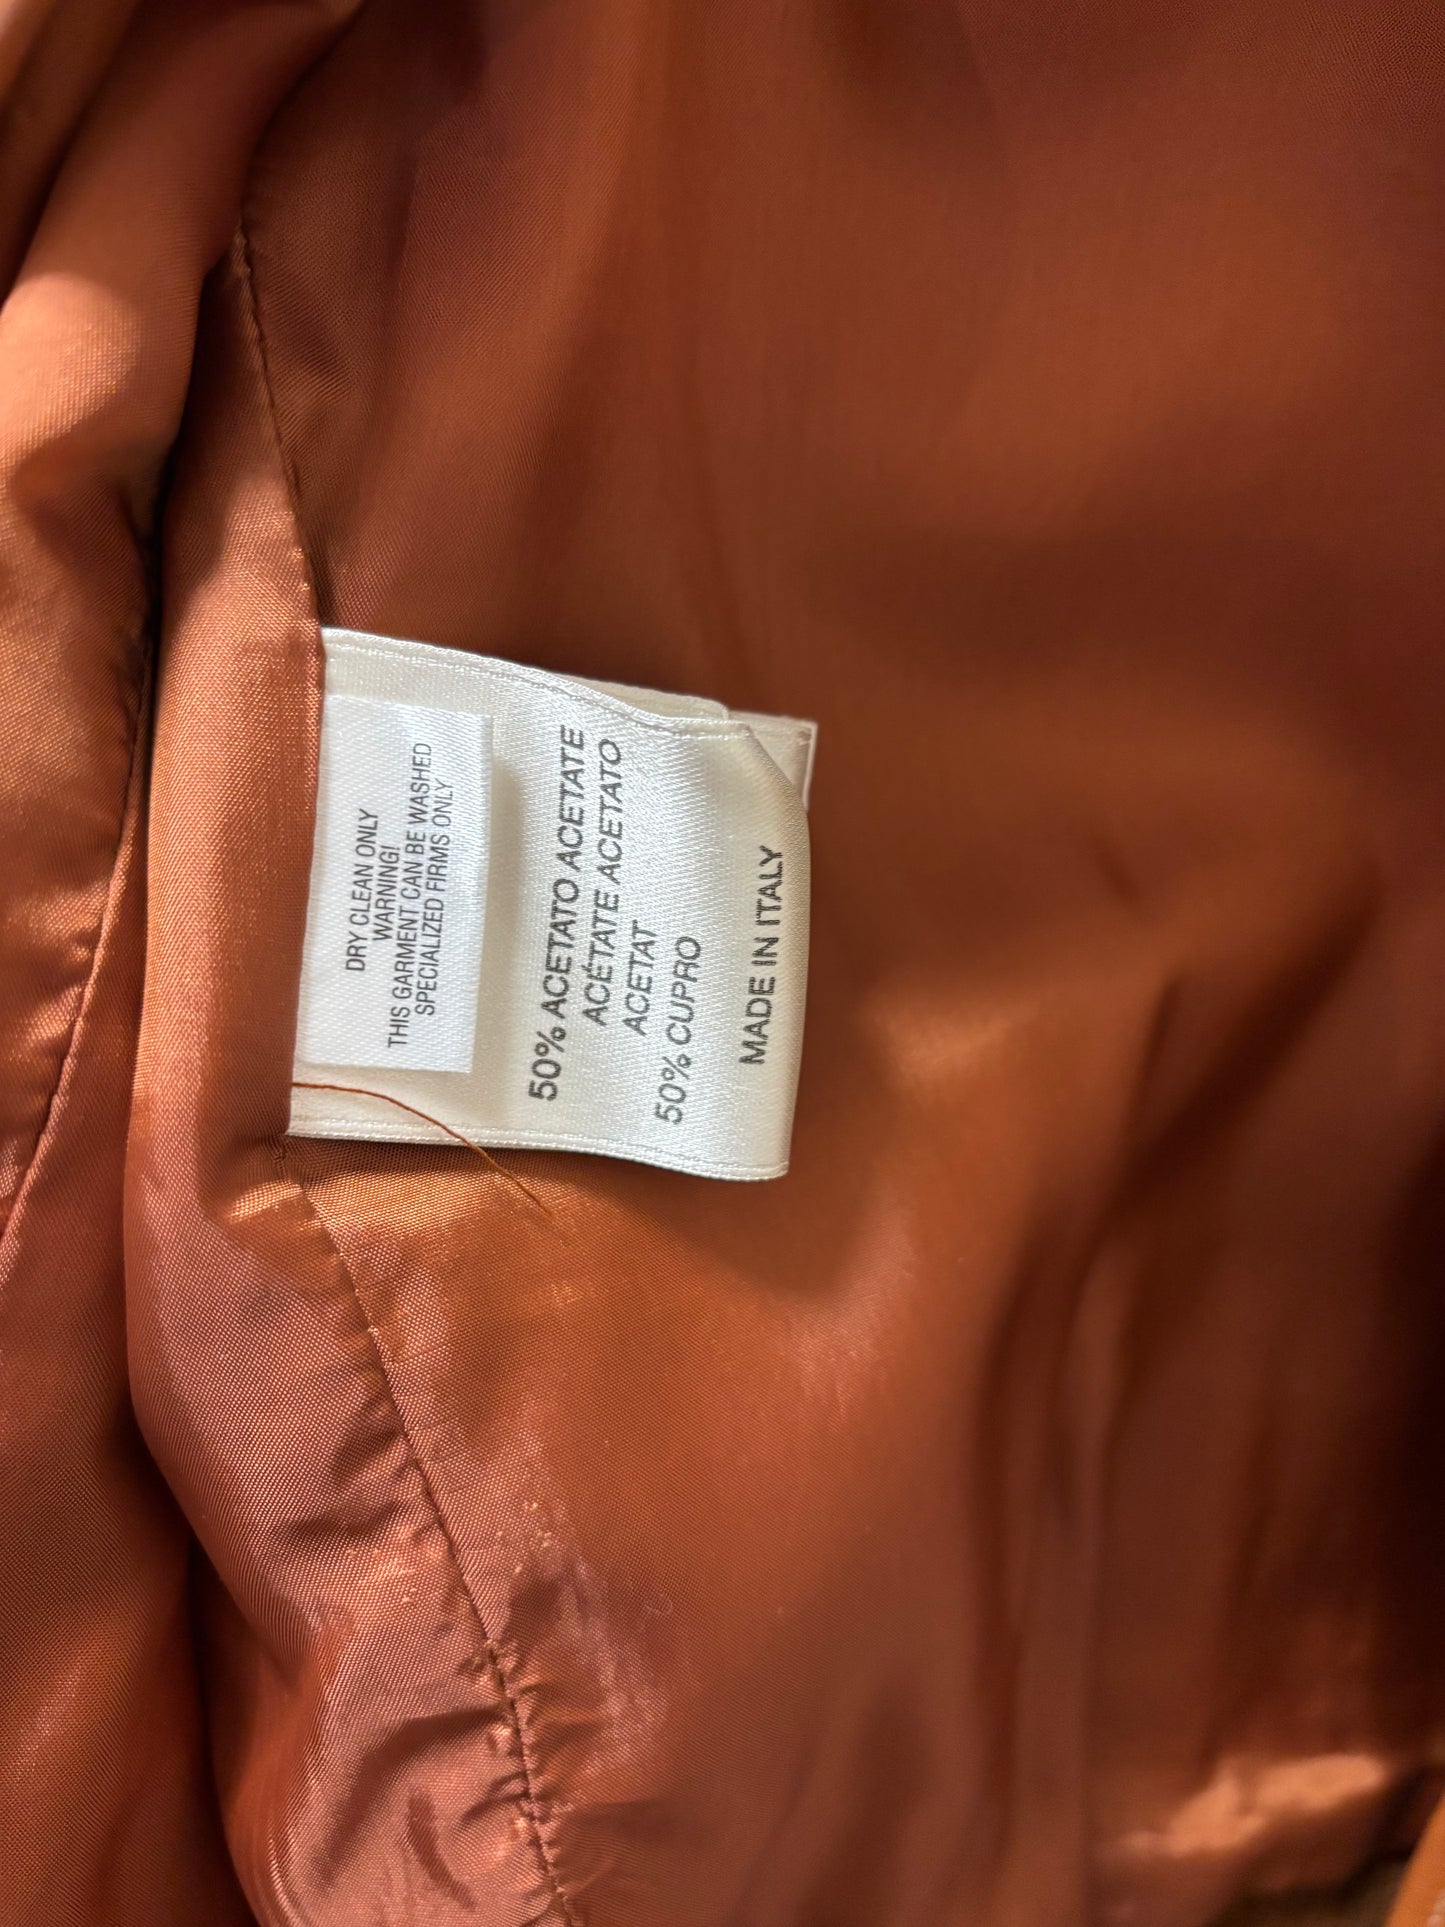 DRY CLEAN ONLY
WARNING!
THIS GARMENT CAN BE WASHED
SPECIALIZED FIRMS ONLY
50% ACETATO ACETATE
ACÉTATE ACETATO
ACETAT
50% CUPRO
MADE IN ITALY